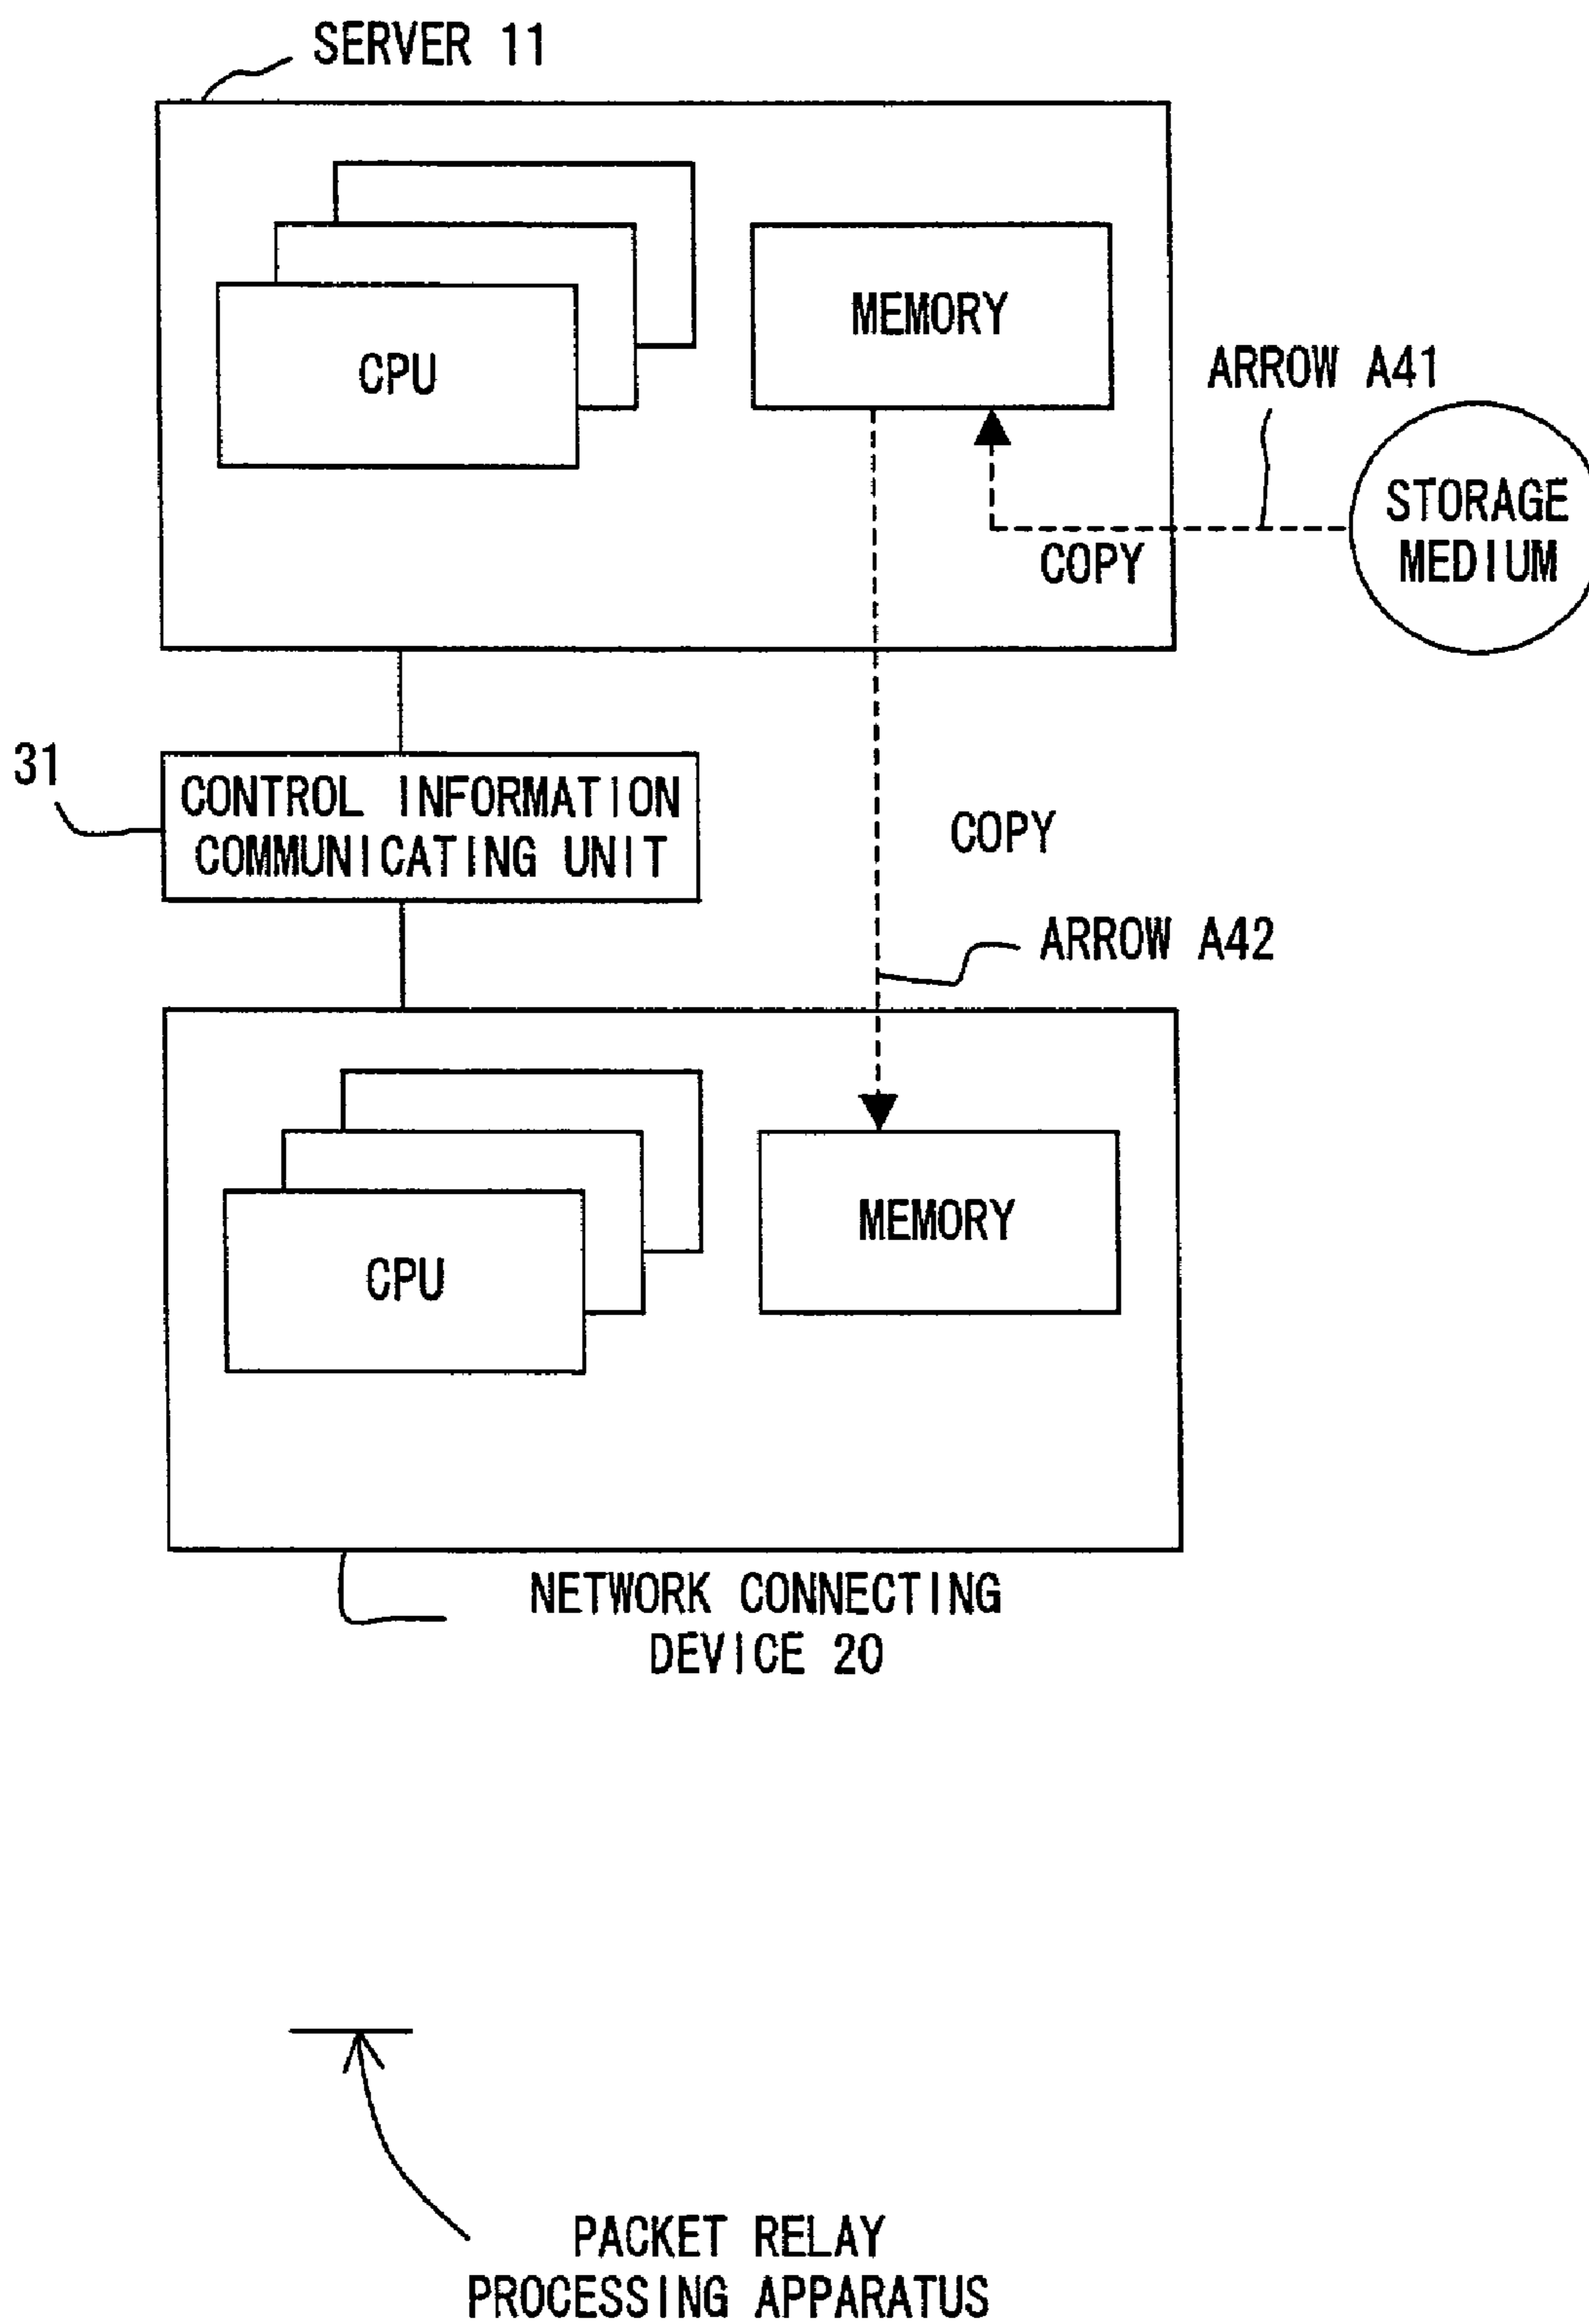 SERVER 11
MEMORY
CPU
ARROW A41
STORAGE
MEDIUM
COPY
31
CONTROL INFORMATION
COMMUNICATING UNIT
COPY
ARROW A42
MEMORY
CPU
NETWORK CONNECTING
DEVICE 20
PACKET RELAY
PROCESSING APPARATUS